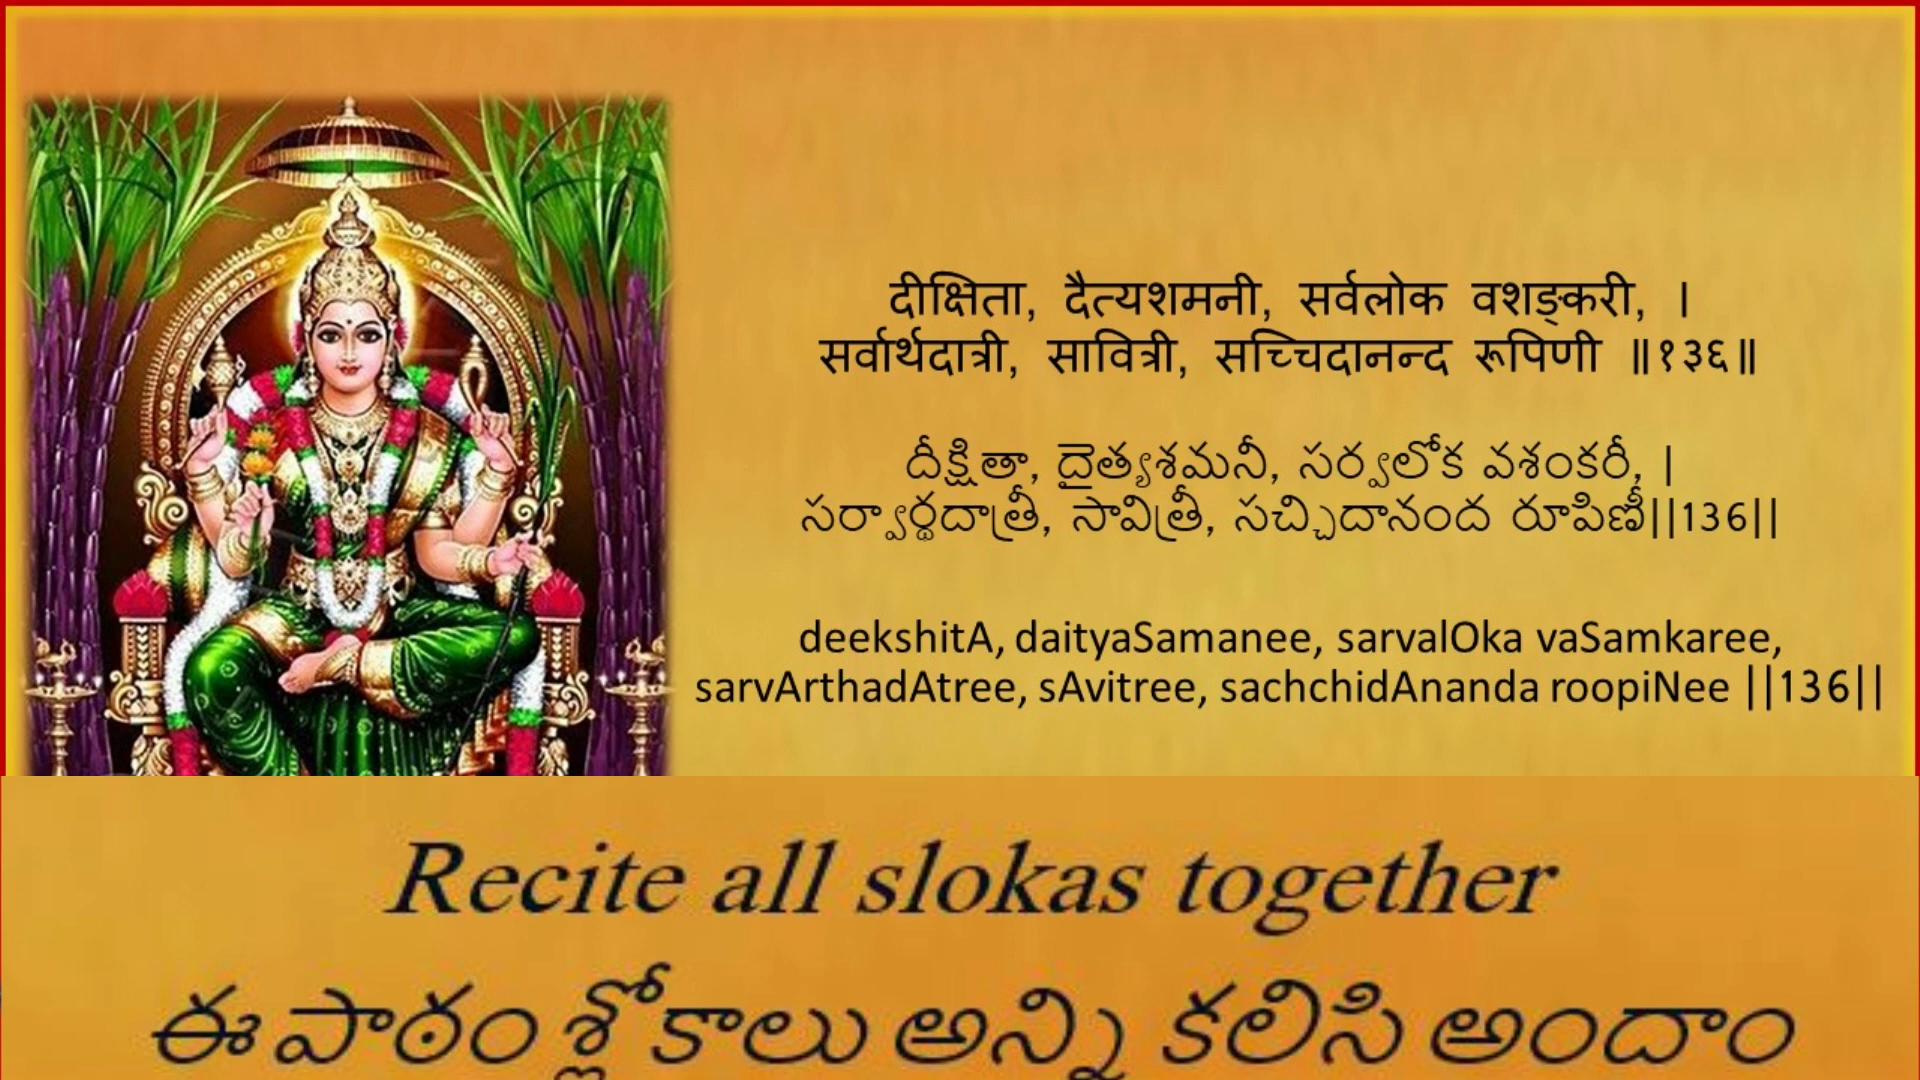 दीक्षिता, दैत्यशमनी, सर्वलोक वशङ्करी, ।
सर्वार्थदात्री, सावित्री, सच्चिदानन्द रूपिणी ॥१३६॥
దీక్షితా, దైత్యశమనీ, సర్వలోక వశంకరీ, |
సర్వార్థదాత్రీ, సావిత్రీ, సచ్చిదానంద రూపిణీ||136||
deekshitA, daityaSamanee, sarvalOka vaSamkaree,
sarvArthadAtree, sAvitree, sachchidAnanda roopiNee ||136||
Recite all slokas together
ఈ పాఠం శ్లోకాలు అన్ని కలిసి అందాం